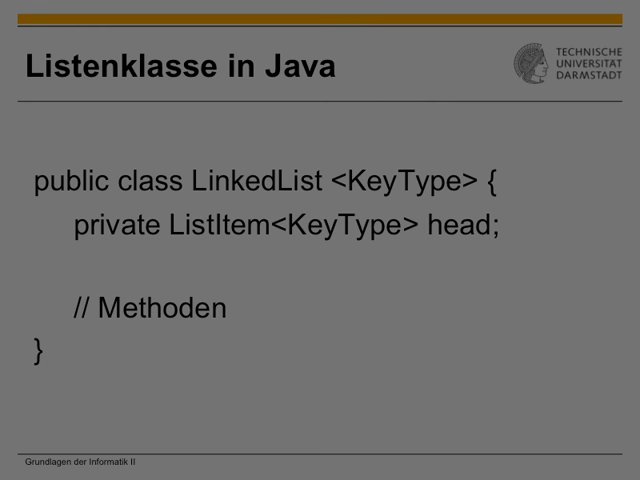 Listenklasse in Java
TECHNISCHE
UNIVERSITÄT
DARMSTADT
public class LinkedList <KeyType> {
private ListItem<KeyType> head;
// Methoden
}
Grundlagen der Informatik II